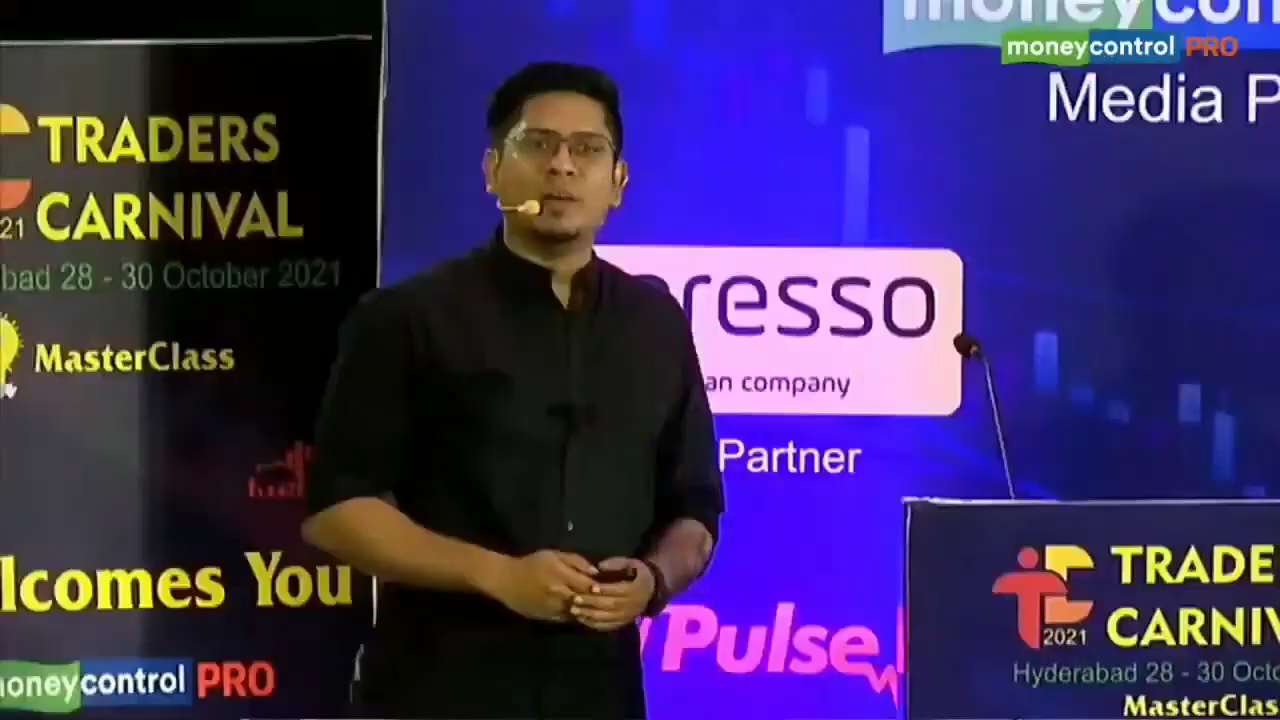 moneycon
moneycontrol PRO
Media P
TRADERS
CARNIVAL
21
bad 28 - 30 October 2021
MasterClass
resso
an company
Partner
lcomes You
Pulse
oneycontrol PRO
TRADE
CARNIV
2021
Hyderabad 28 - 30 Octo
MasterClas